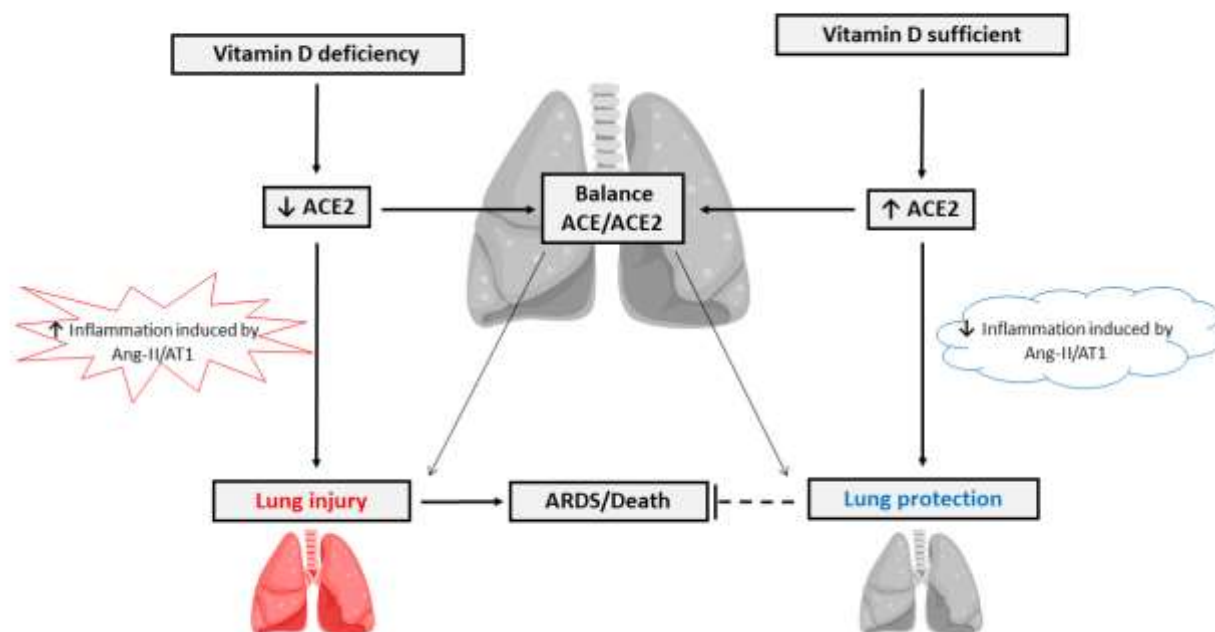 Vitamin D deficiency
Vitamin D sufficient
↓ ACE2
Balance
ACE/ACE2
↑ ACE2
↑ Inflammation induced by
Ang-II/AT1
↓ Inflammation induced by
Ang-II/AT1
Lung injury
ARDS/Death
Lung protection